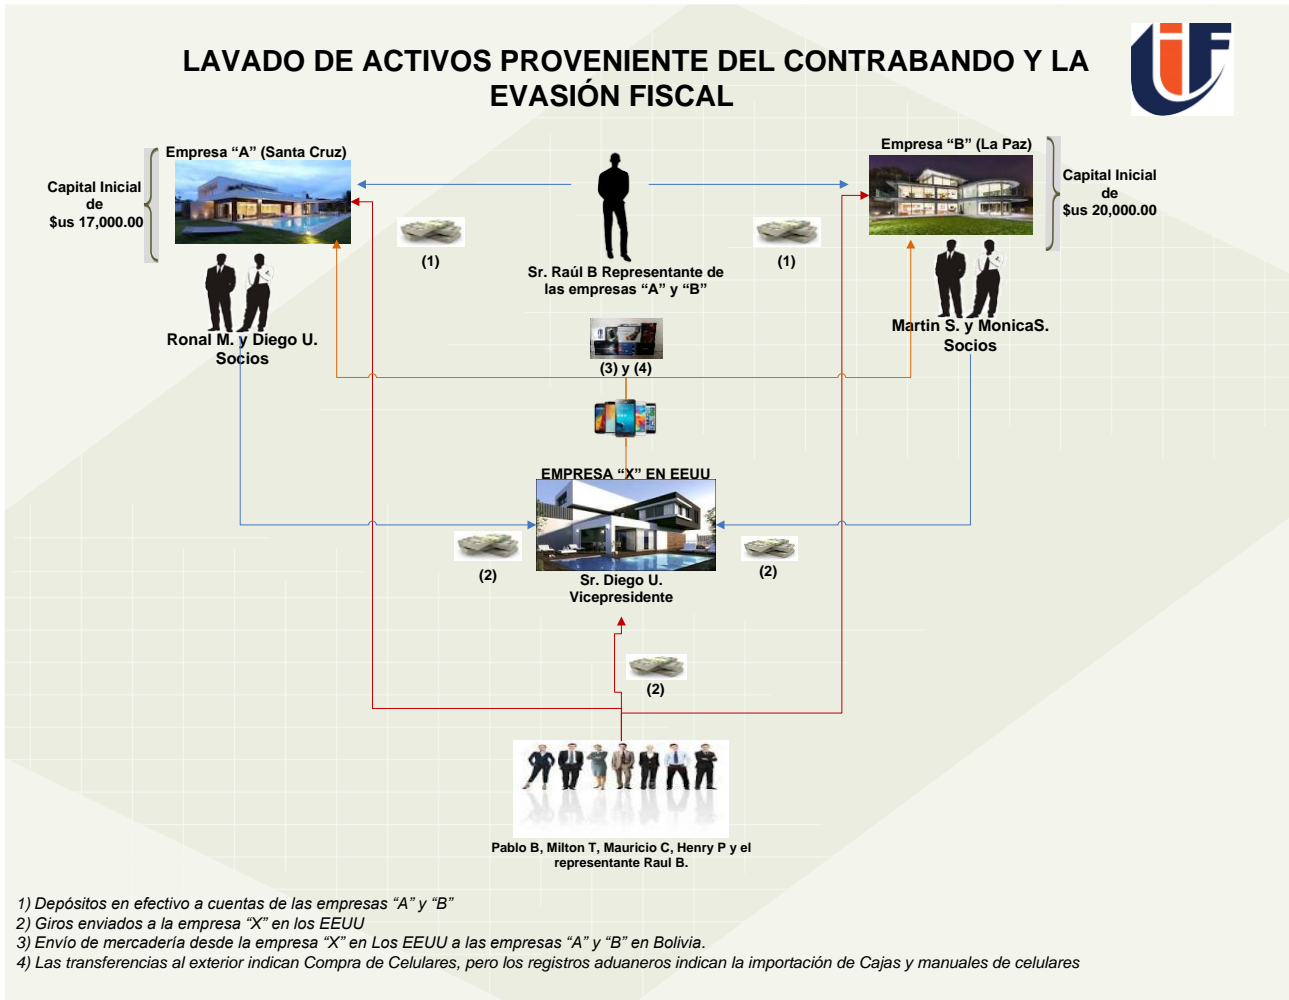 LAVADO DE ACTIVOS PROVENIENTE DEL CONTRABANDO Y LA
EVASIÓN FISCAL
UIF
Empresa “A” (Santa Cruz)
Capital Inicial
de
$us 17,000.00
Empresa “B” (La Paz)
Capital Inicial
de
$us 20,000.00
(1)
(1)
Sr. Raúl B Representante de
las empresas “A” y “B”
Ronal M. y Diego U.
Socios
Martin S. y MonicaS.
Socios
(3) y (4)
EMPRESA “X” EN EEUU
(2)
(2)
Sr. Diego U.
Vicepresidente
(2)
Pablo B, Milton T, Mauricio C, Henry P y el
representante Raul B.
1) Depósitos en efectivo a cuentas de las empresas “A” y “B”
2) Giros enviados a la empresa “X” en los EEUU
3) Envío de mercadería desde la empresa “X” en Los EEUU a las empresas “A” y “B” en Bolivia.
4) Las transferencias al exterior indican Compra de Celulares, pero los registros aduaneros indican la importación de Cajas y manuales de celulares